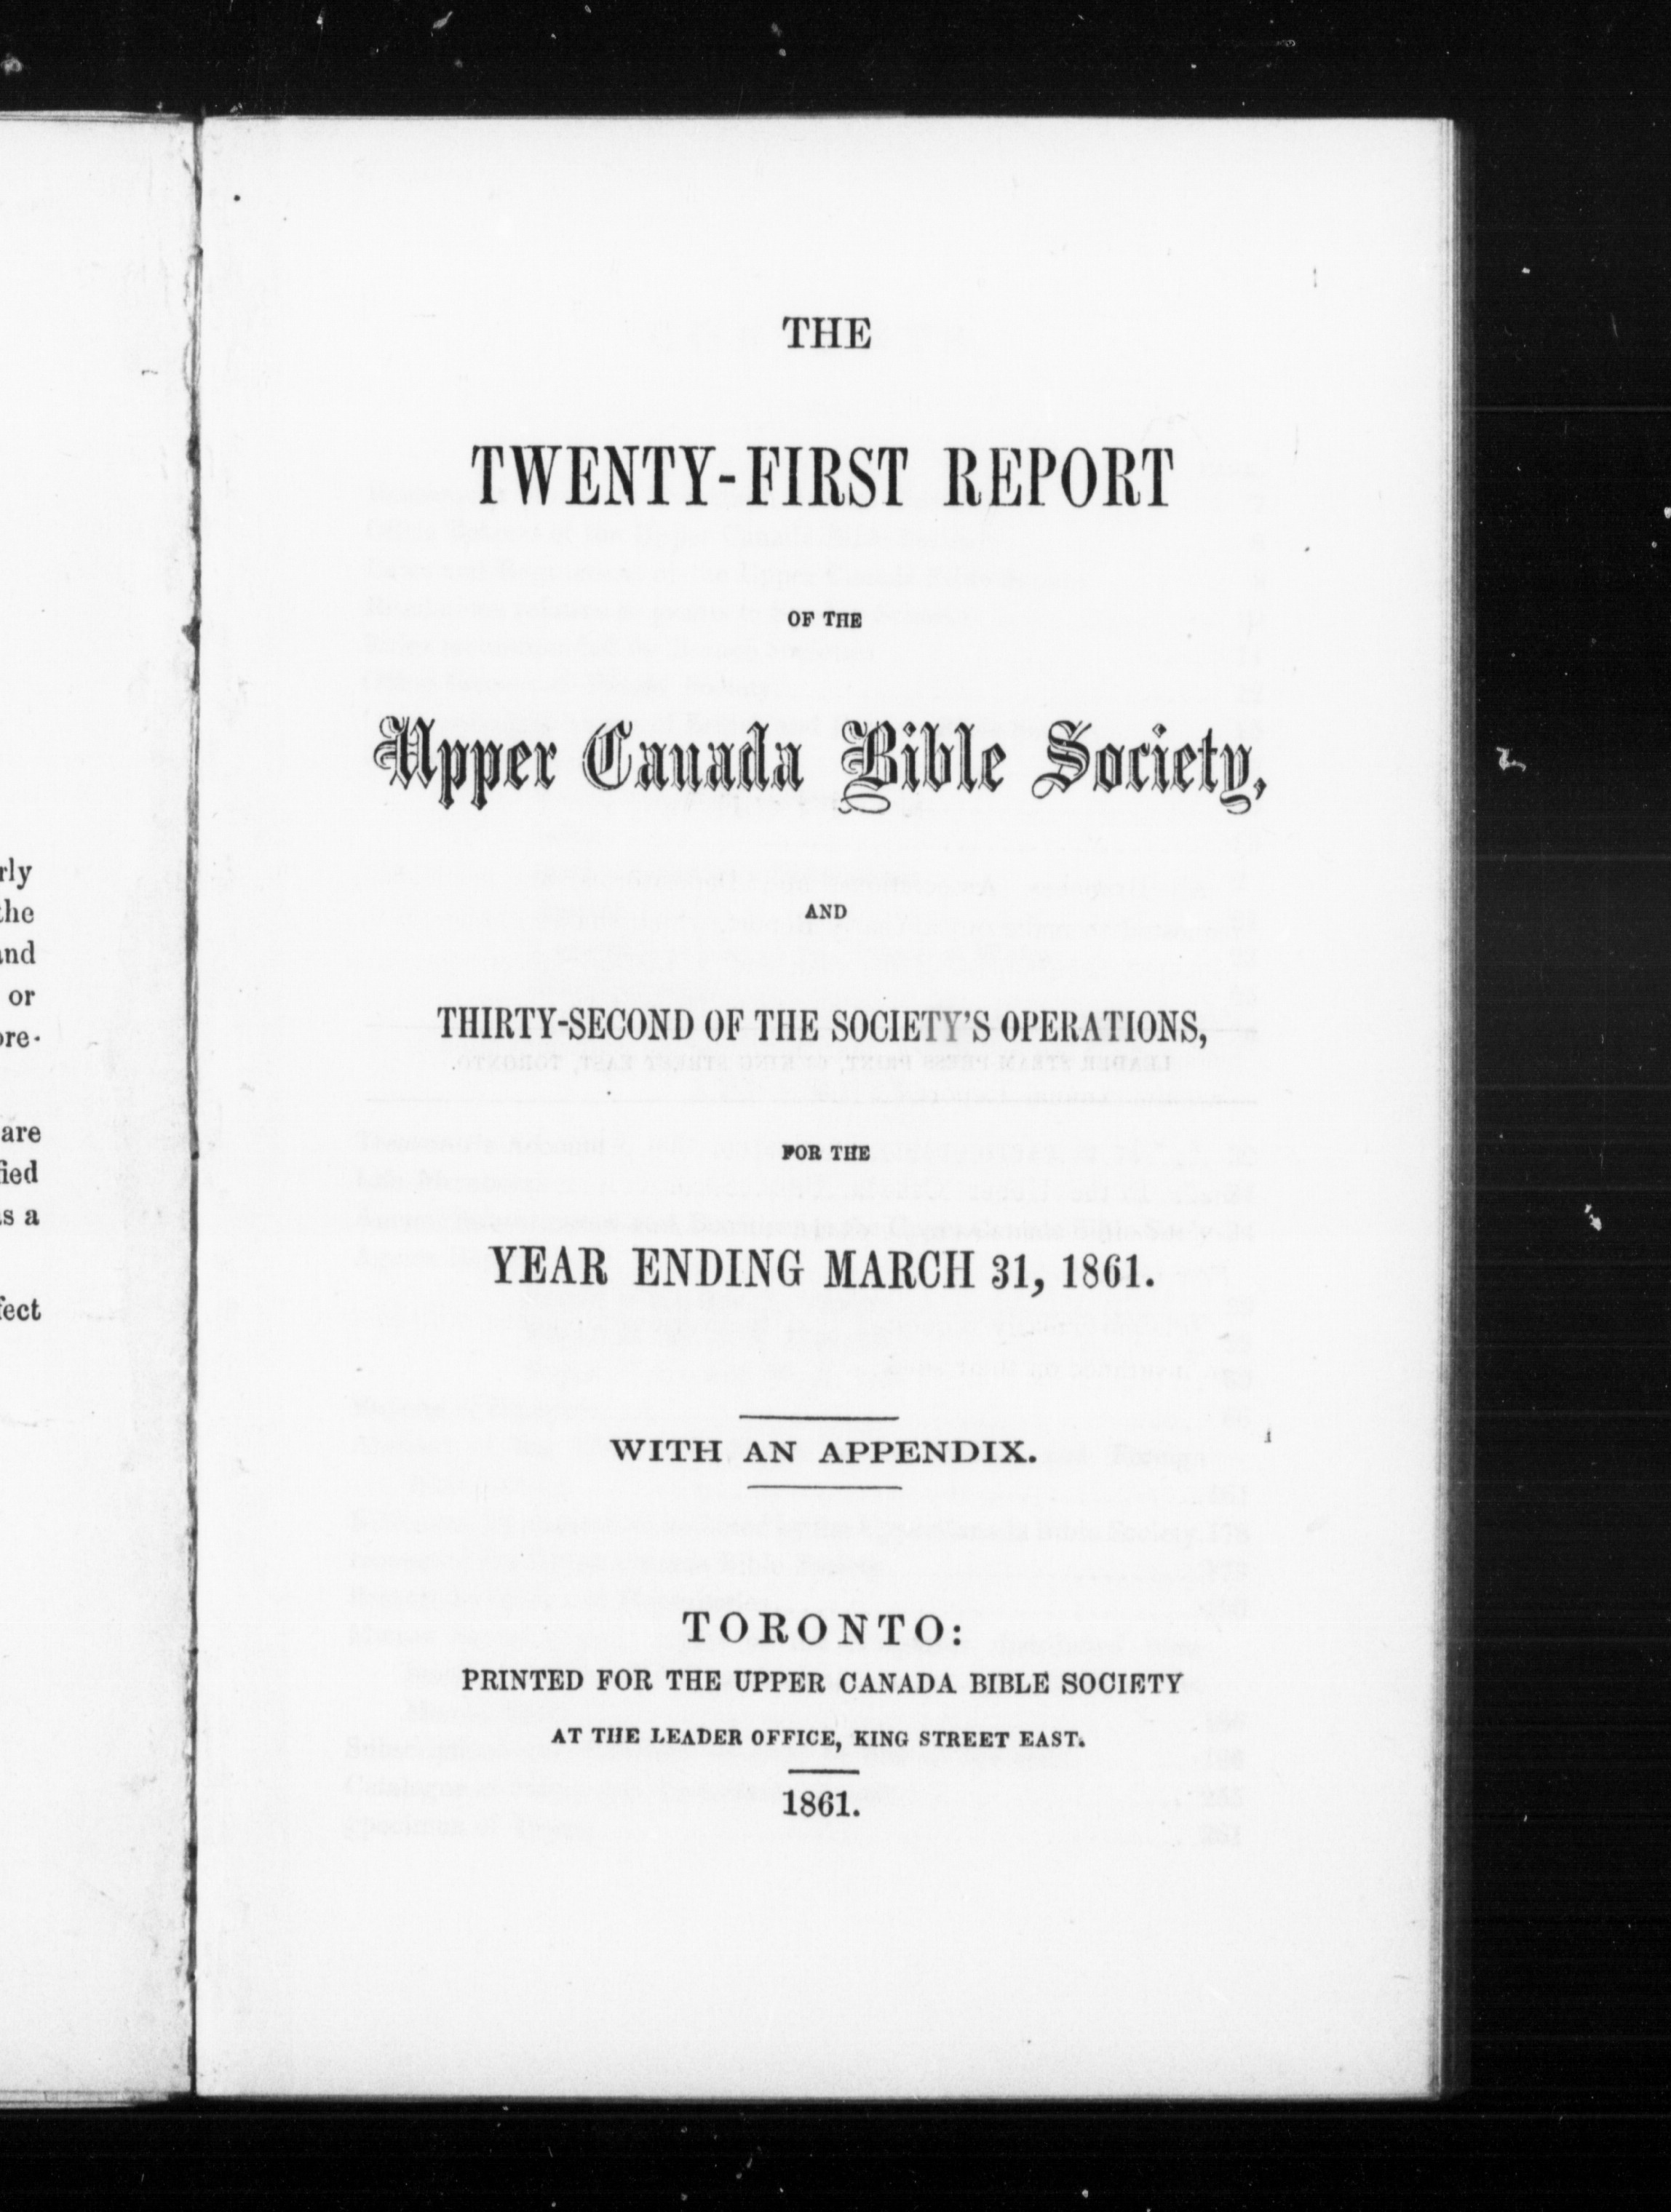 THE
TWENTY-FIRST REPORT
OF THE
Upper Canada Bible Society,
AND
THIRTY-SECOND OF THE SOCIETY'S OPERATIONS,
FOR THE
YEAR ENDING MARCH 31, 1861.
WITH AN APPENDIX.
TORONTO:
PRINTED FOR THE UPPER CANADA BIBLE SOCIETY
AT THE LEADER OFFICE, KING STREET EAST.
1861.